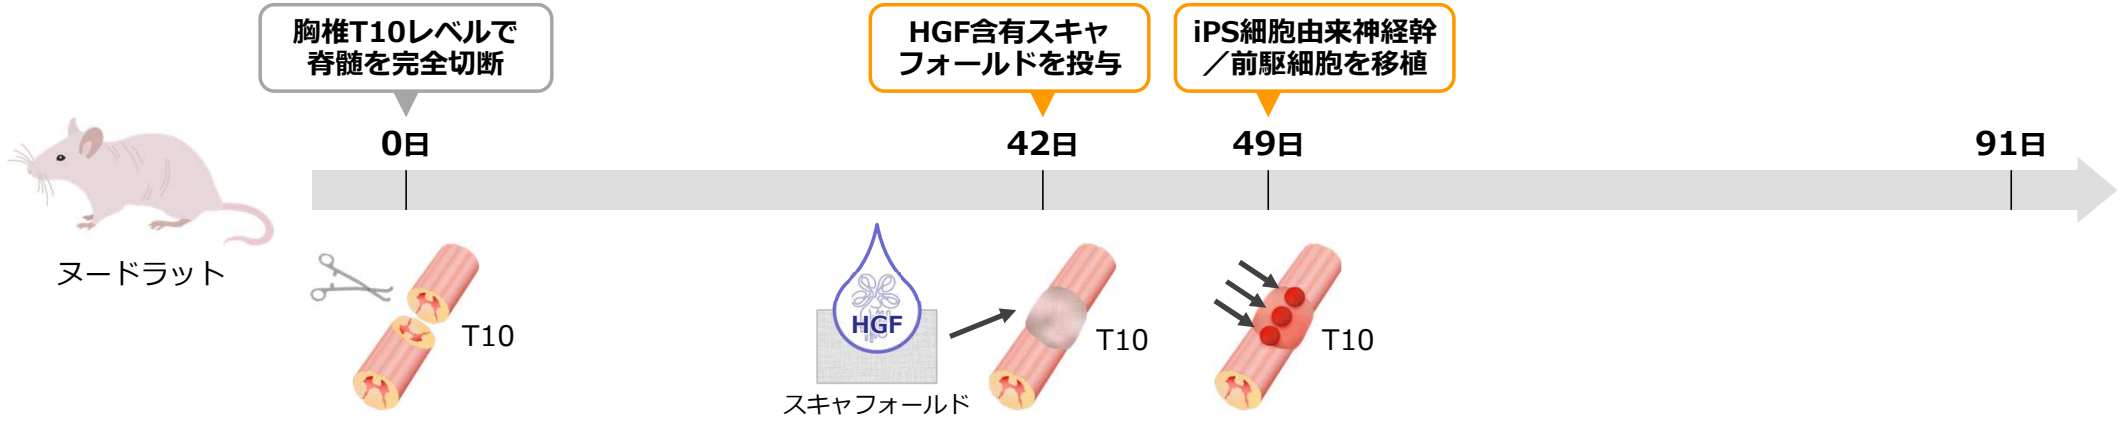 胸椎T10レベルで
脊髄を完全切断
HGF含有スキャ
フォールドを投与
iPS細胞由来神経幹
／前駆細胞を移植
0日
42日
49日
91日
ヌードラット
T10
HGF
スキャフォールド
T10
T10